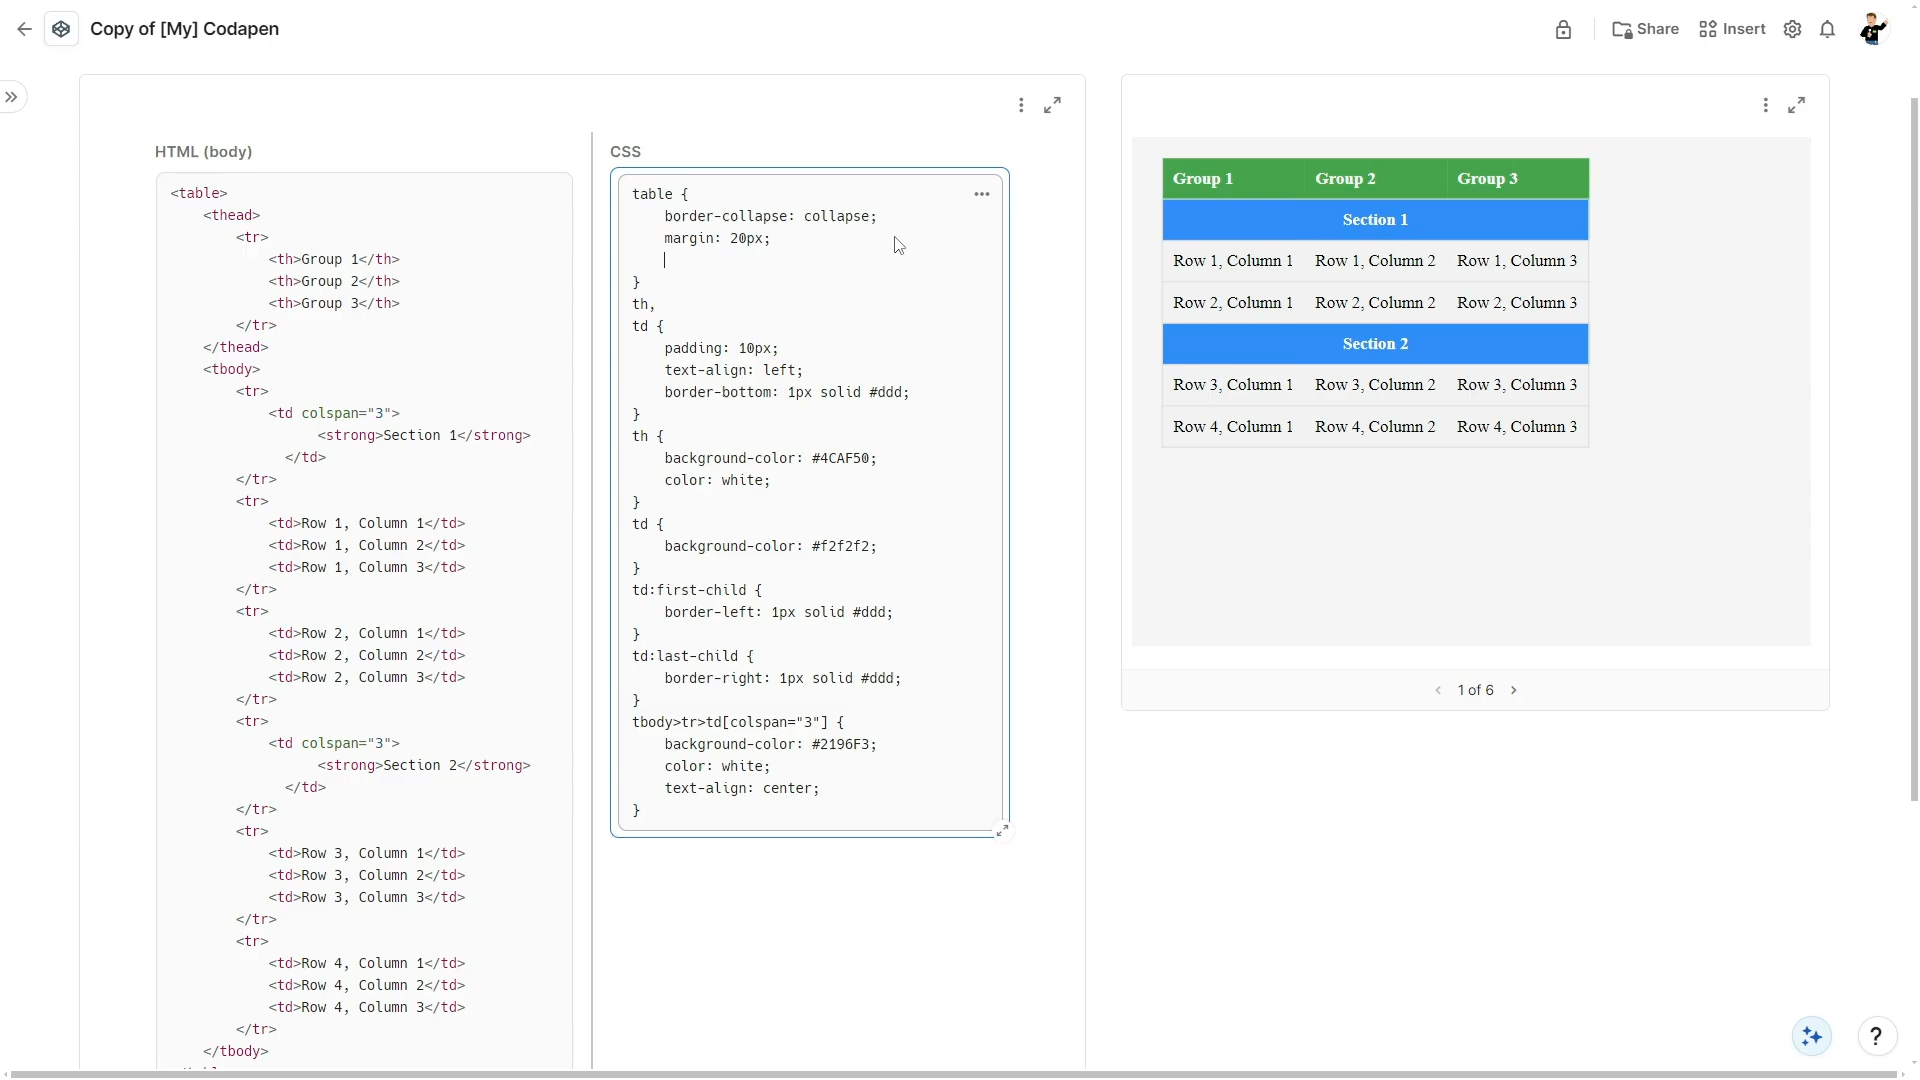 Copy of [My] Codapen
Share
Insert
HTML (body)
<table>
<thead>
<tr>
<th>Group 1</th>
<th>Group 2</th>
<th>Group 3</th>
</tr>
</thead>
<tbody>
<tr>
<td colspan="3">
<strong>Section 1</strong>
</td>
</tr>
<tr>
<td>Row 1, Column 1</td>
<td>Row 1, Column 2</td>
<td>Row 1, Column 3</td>
</tr>
<tr>
<td>Row 2, Column 1</td>
<td>Row 2, Column 2</td>
<td>Row 2, Column 3</td>
</tr>
<tr>
<td colspan="3">
<strong>Section 2</strong>
</td>
</tr>
<tr>
<td>Row 3, Column 1</td>
<td>Row 3, Column 2</td>
<td>Row 3, Column 3</td>
</tr>
<tr>
<td>Row 4, Column 1</td>
<td>Row 4, Column 2</td>
<td>Row 4, Column 3</td>
</tr>
</tbody>
CSS
table {
border-collapse: collapse;
margin: 20px;
}
th,
td {
padding: 10px;
text-align: left;
border-bottom: 1px solid #ddd;
}
th {
background-color: #4CAF50;
color: white;
}
td {
background-color: #f2f2f2;
}
td:first-child {
border-left: 1px solid #ddd;
}
td:last-child {
border-right: 1px solid #ddd;
}
tbody>tr>td[colspan="3"] {
background-color: #2196F3;
color: white;
text-align: center;
}
Group 1 Group 2 Group 3
Section 1
Row 1, Column 1 Row 1, Column 2 Row 1, Column 3
Row 2, Column 1 Row 2, Column 2 Row 2, Column 3
Section 2
Row 3, Column 1 Row 3, Column 2 Row 3, Column 3
Row 4, Column 1 Row 4, Column 2 Row 4, Column 3
1 of 6
?